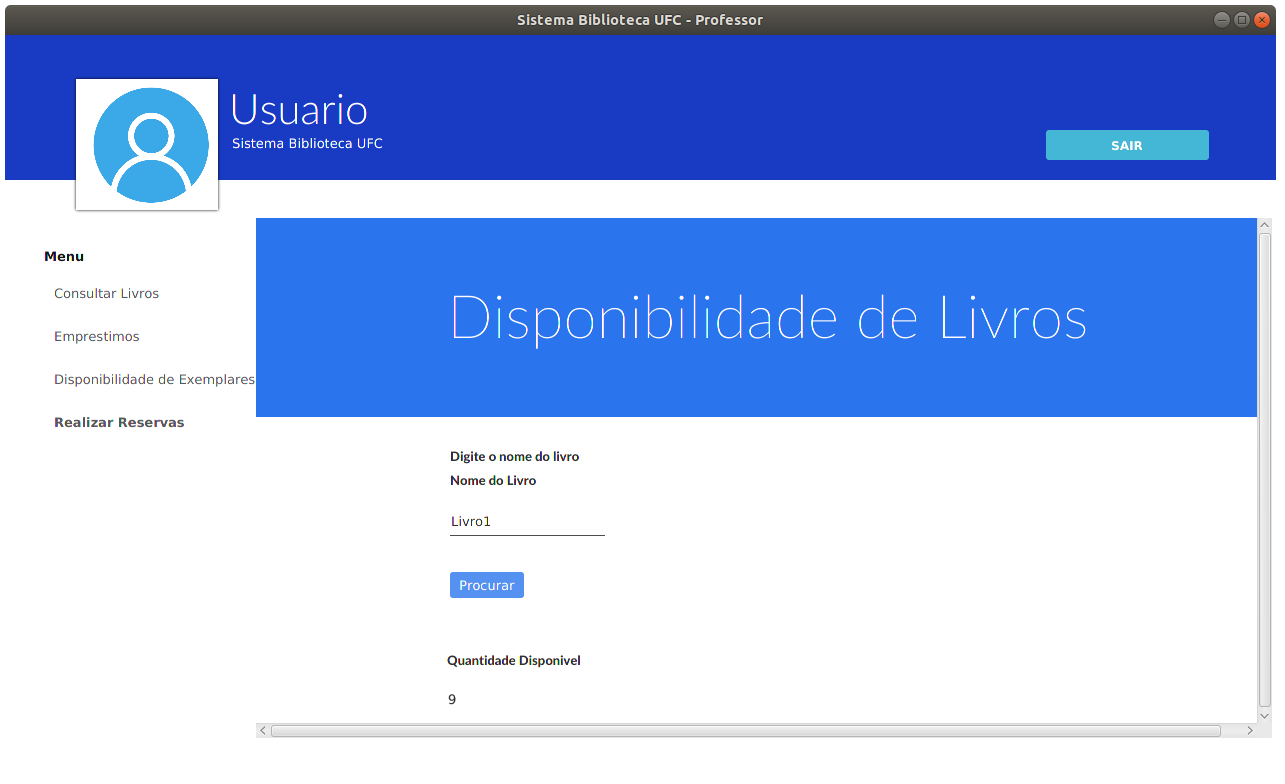 Sistema Biblioteca UFC - Professor
Usuario
Sistema Biblioteca UFC
SAIR
Menu
Consultar Livros
Emprestimos
Disponibilidade de Exemplares
Realizar Reservas
Disponibilidade de Livros
Digite o nome do livro
Nome do Livro
Livro1
Procurar
Quantidade Disponivel
9